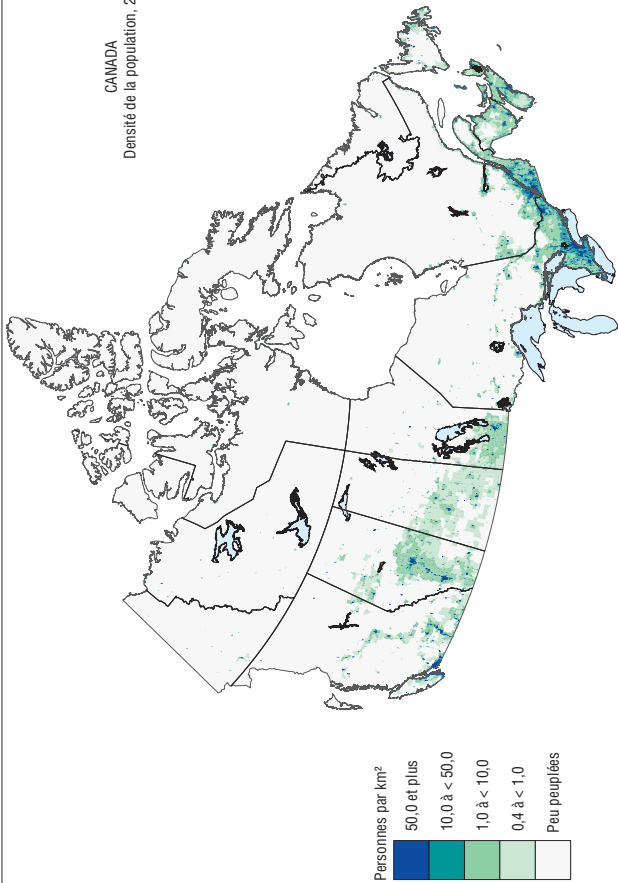 CANADA
Densité de la population, 2
Personnes par km²
50,0 et plus
10,0 à < 50,0
1,0 à < 10,0
0,4 à < 1,0
Peu peuplées